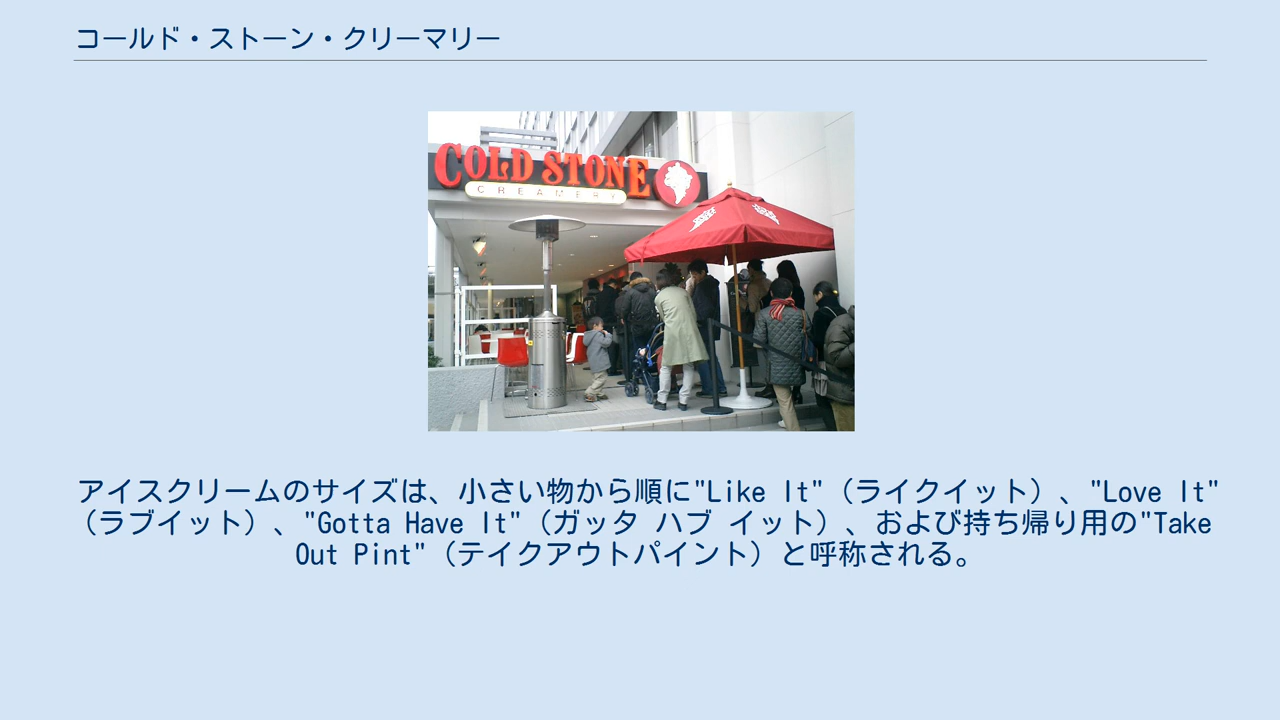 コールド・ストーン・クリーマリー
COLD STONE
CREAMERY
アイスクリームのサイズは、小さい物から順に"Like It"（ライクイット）、"Love It"
（ラブイット）、"Gotta Have It"（ガッタ ハブ イット）、および持ち帰り用の"Take
Out Pint"（テイクアウトパイント）と呼称される。